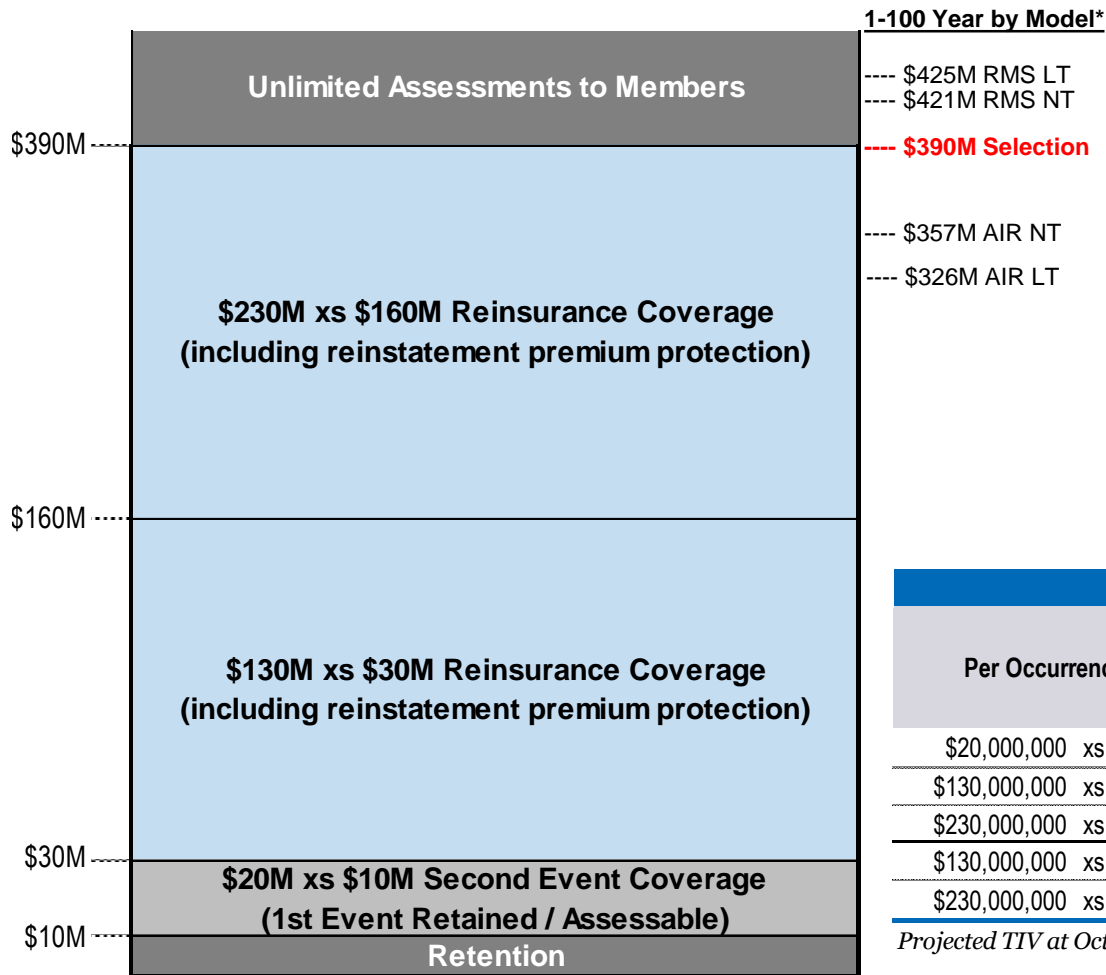 1-100 Year by Model*
Unlimited Assessments to Members
---- $425M RMS LT
---- $421M RMS NT
$390M
---- $390M Selection
---- $357M AIR NT
---- $326M AIR LT
$230M xs $160M Reinsurance Coverage
(including reinstatement premium protection)
$160M
$130M xs $30M Reinsurance Coverage
(including reinstatement premium protection)
$30M
$20M xs $10M Second Event Coverage
(1st Event Retained / Assessable)
$10M
Retention
Per Occurrenc
$20,000,000 xs
$130,000,000 xs
$230,000,000 xs
$130,000,000 xs
$230,000,000 xs
Projected TIV at Oct